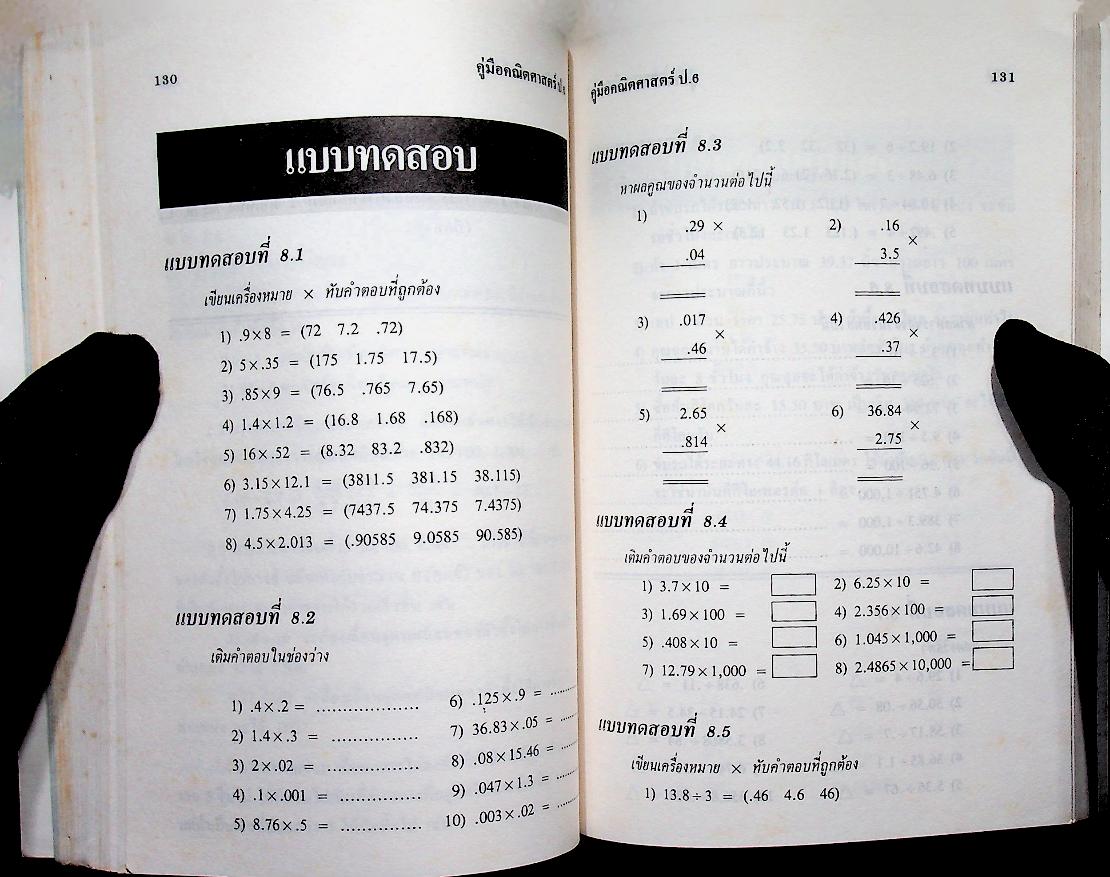 130
คู่มือคณิตศาสตร์ ป.
แบบทดสอบ
แบบทดสอบที่ 8.1
เขียนเครื่องหมาย × ทับคำตอบที่ถูกต้อง
1) .9×8 = (72 7.2 .72)
2) 5×.35 = (175 1.75 17.5)
3) .85×9 = (76.5 .765 7.65)
4) 1.4×1.2 = (16.8 1.68 .168)
5) 16×.52 = (8.32 83.2 .832)
6) 3.15×12.1 = (3811.5 381.15 38.115)
7) 1.75×4.25 = (7437.5 74.375 7.4375)
8) 4.5×2.013 = (.90585 9.0585 90.585)
แบบทดสอบที่ 8.2
เติมคำตอบในช่องว่าง
1) .4×.2 = ..................
2) 1.4×.3 = ...............
3) 2×.02 = ...............
4) .1×.001 = ..............
5) 8.76×.5 = ..............
6) .125×.9 = ......
7) 36.83×.05 = ....
8) .08×15.46 = ....
9) .047×1.3 = .....
10) .003×.02 = ....
คู่มือคณิตศาสตร์ ป.6
131
แบบทดสอบที่ 8.3
หาผลคูณของจำนวนต่อไปนี้
1) .29 ×
.04
2) .16 ×
3.5
3) .017 ×
.46
4) .426 ×
.37
5) 2.65 ×
.814
6) 36.84 ×
2.75
แบบทดสอบที่ 8.4
เติมคำตอบของจำนวนต่อไปนี้
1) 3.7×10 =
2) 6.25×10 =
3) 1.69×100 =
4) 2.356×100 =
5) .408×10 =
6) 1.045×1,000 =
7) 12.79×1,000 =
8) 2.4865×10,000 =
แบบทดสอบที่ 8.5
เขียนเครื่องหมาย × ทับคำตอบที่ถูกต้อง
1) 13.8÷3 = (.46 4.6 46)